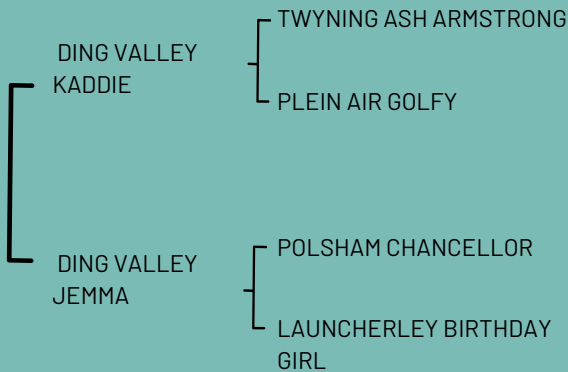 TWYNING ASH ARMSTRONG
DING VALLEY
KADDIE
PLEIN AIR GOLFY
POLSHAM CHANCELLOR
DING VALLEY
JEMMA
LAUNCHERLEY BIRTHDAY
GIRL